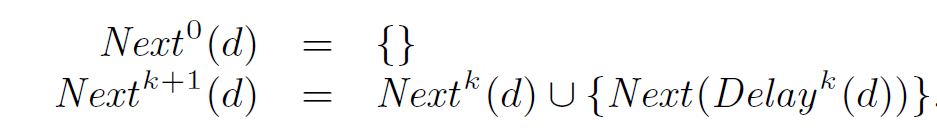 Next⁰(d) = {}
Nextᵏ⁺¹(d) = Nextᵏ(d) ∪ {Next(Delayᵏ(d))}.